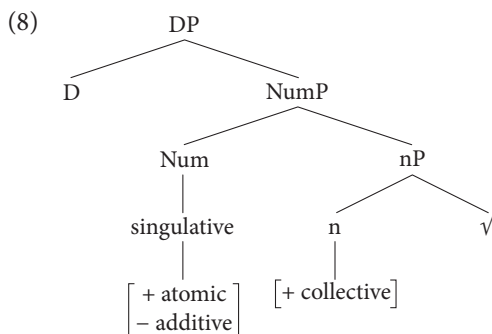 (8) DP
D NumP
Num nP
singulative n √
[+ atomic [+ collective]
− additive]